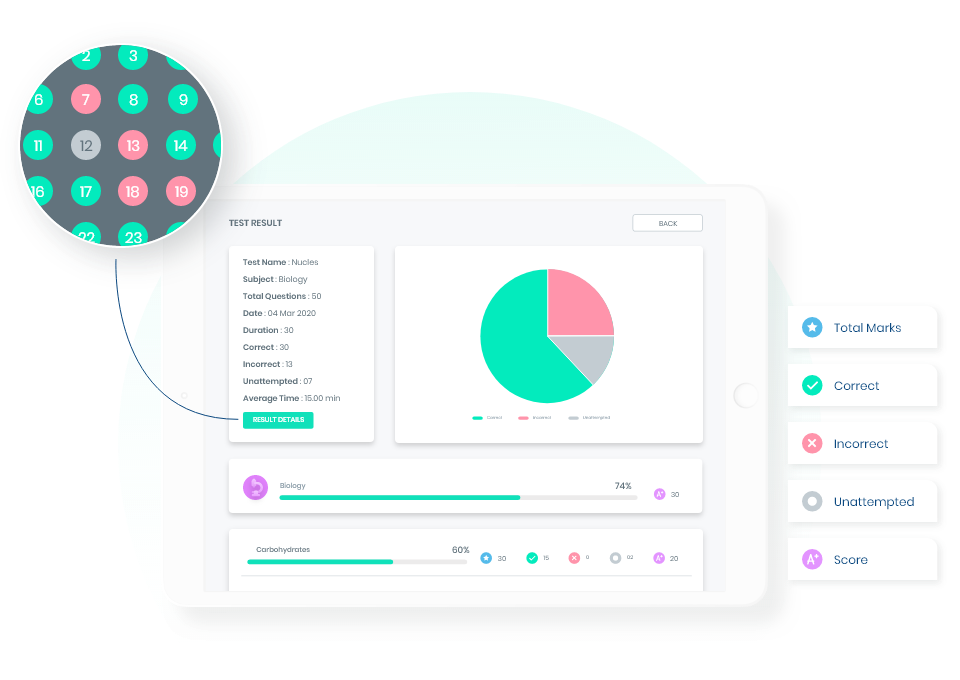 2 3
6 7 8 9
11 12 13 14
16 17 18 19
22 23
TEST RESULT
BACK
Test Name : Nucles
Subject : Biology
Total Questions : 50
Date : 04 Mar 2020
Duration : 30
Correct : 30
Incorrect : 13
Unattempted : 07
Average Time : 15.00 min
RESULT DETAILS
Correct Incorrect Unattempted
Biology 74%
A+ 30
Carbohydrates 60%
30 15 0 02 A+ 20
Total Marks
Correct
Incorrect
Unattempted
A+ Score